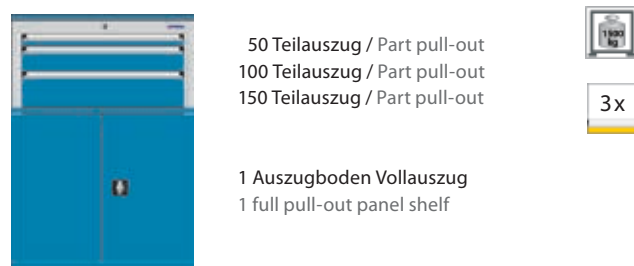 50 Teilauszug / Part pull-out
100 Teilauszug / Part pull-out
150 Teilauszug / Part pull-out
1 Auszugboden Vollauszug
1 full pull-out panel shelf
1500
kg
3x